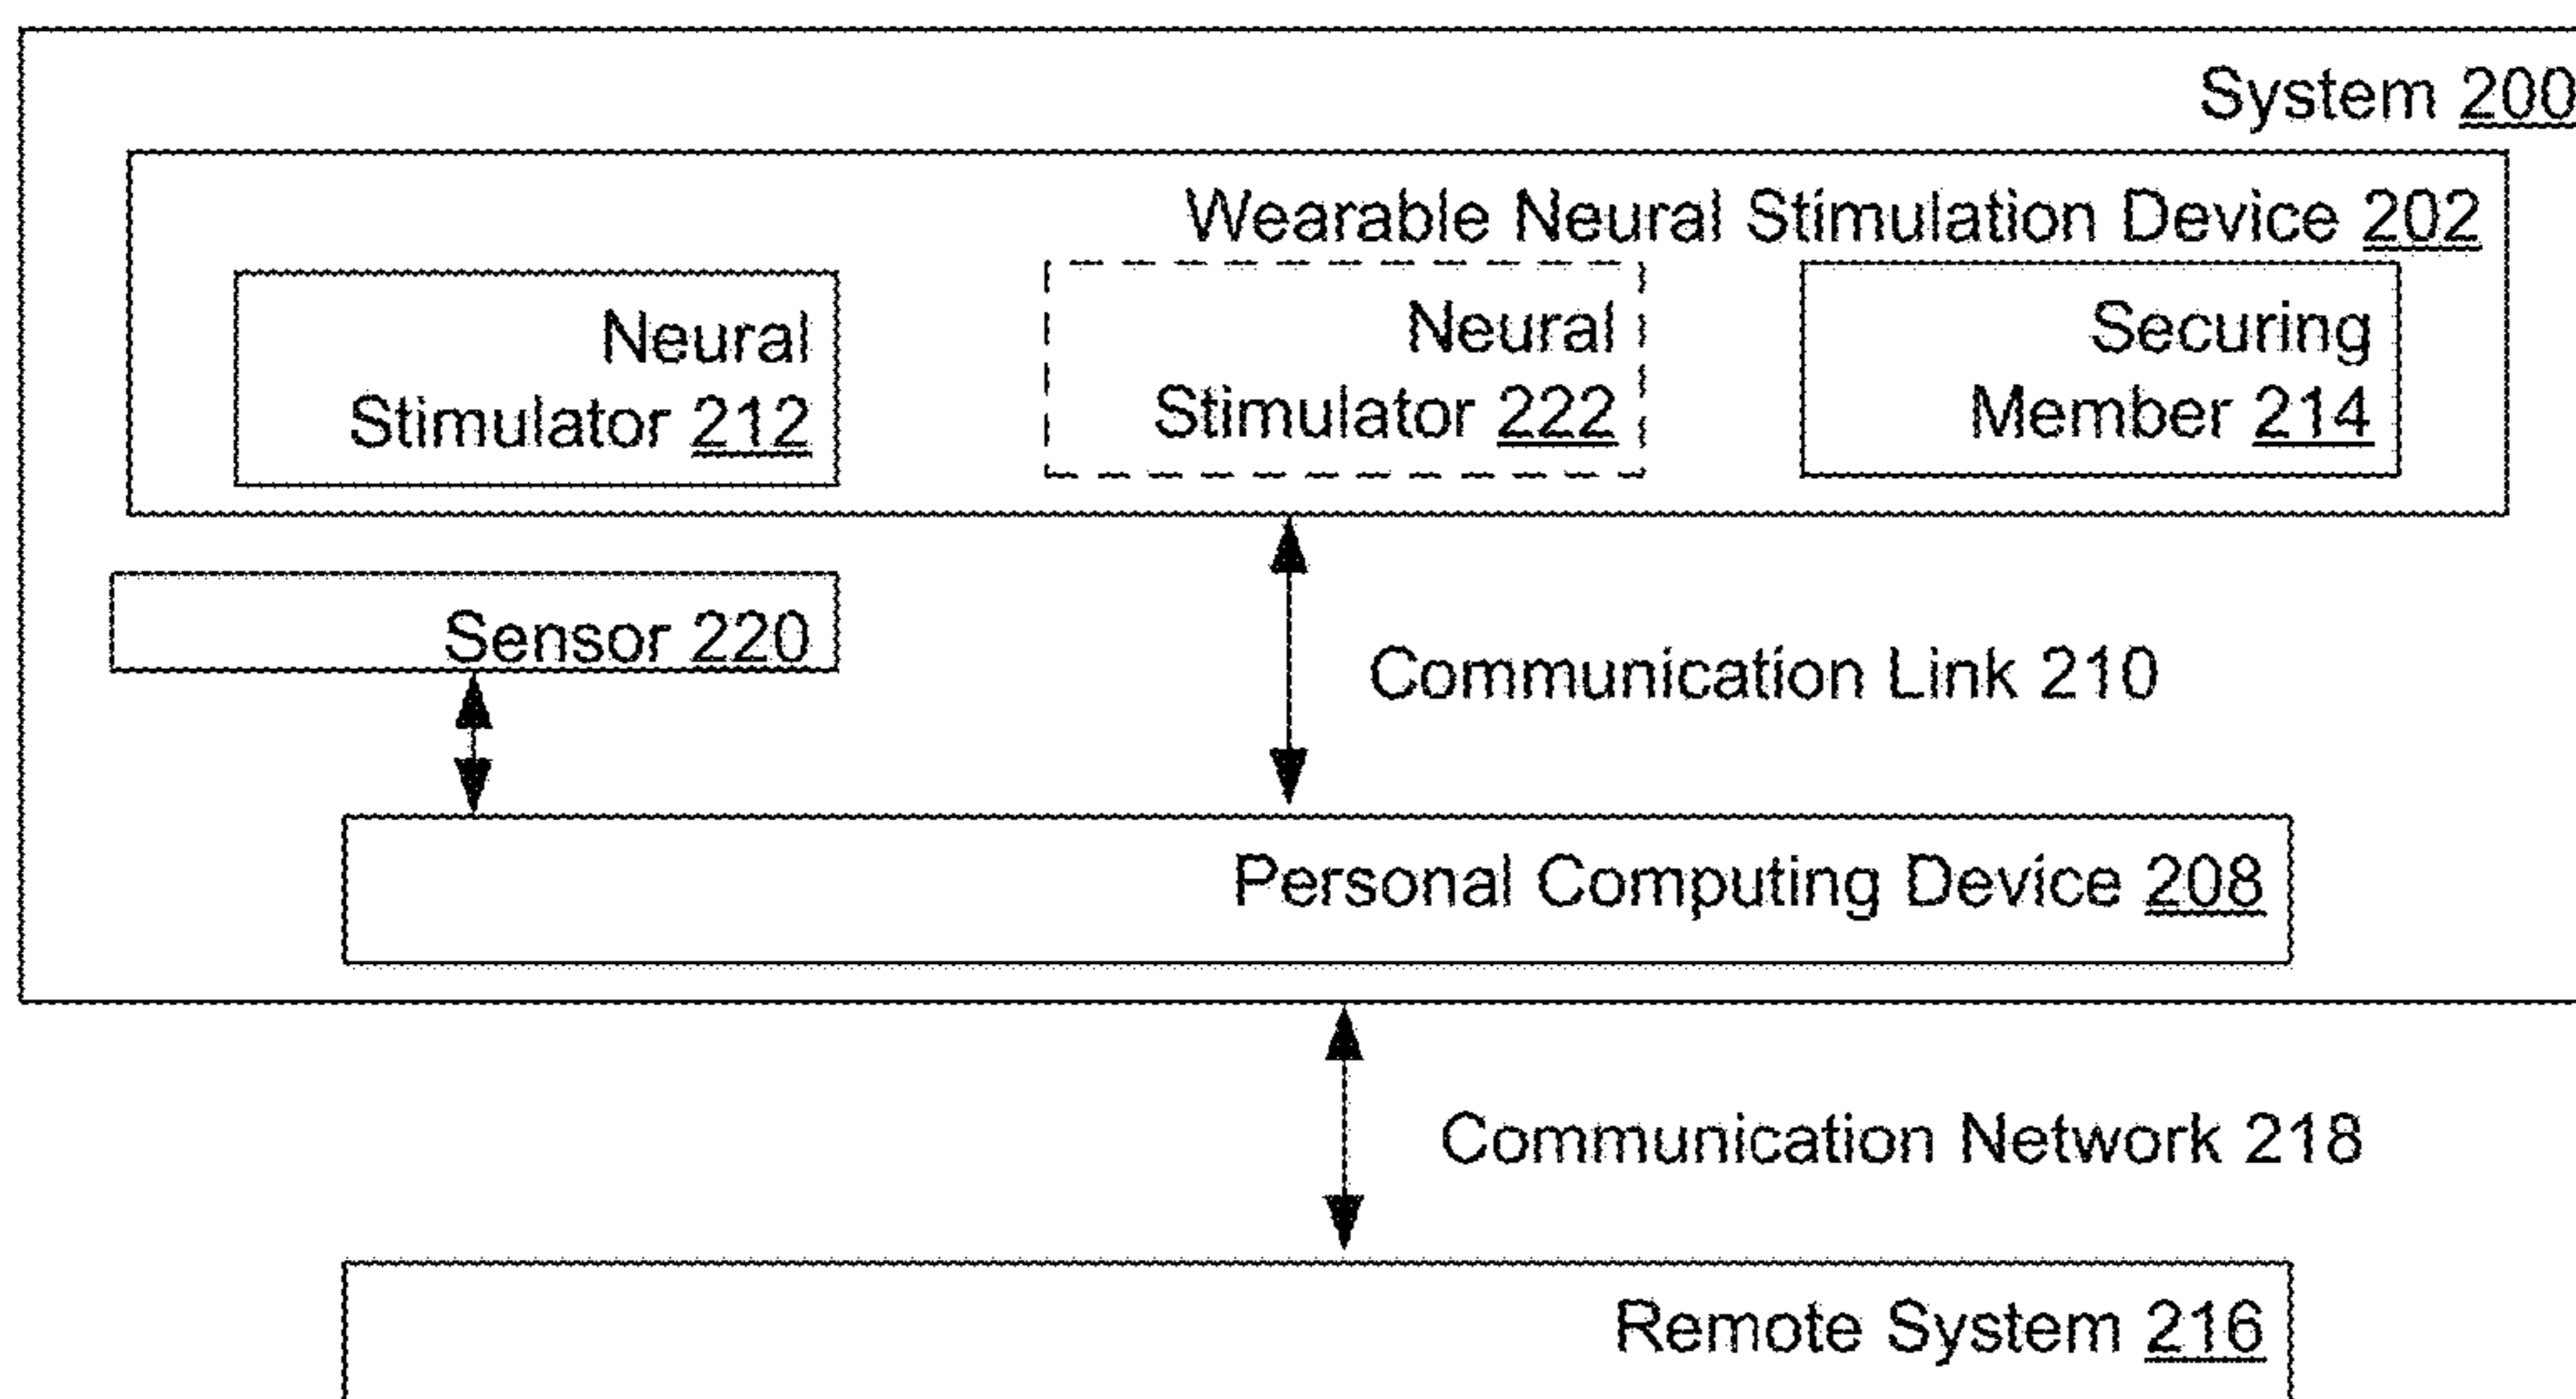 System 200
Wearable Neural Stimulation Device 202
Neural
Stimulator 212
Neural
Stimulator 222
Securing
Member 214
Sensor 220
Communication Link 210
Personal Computing Device 208
Communication Network 218
Remote System 216